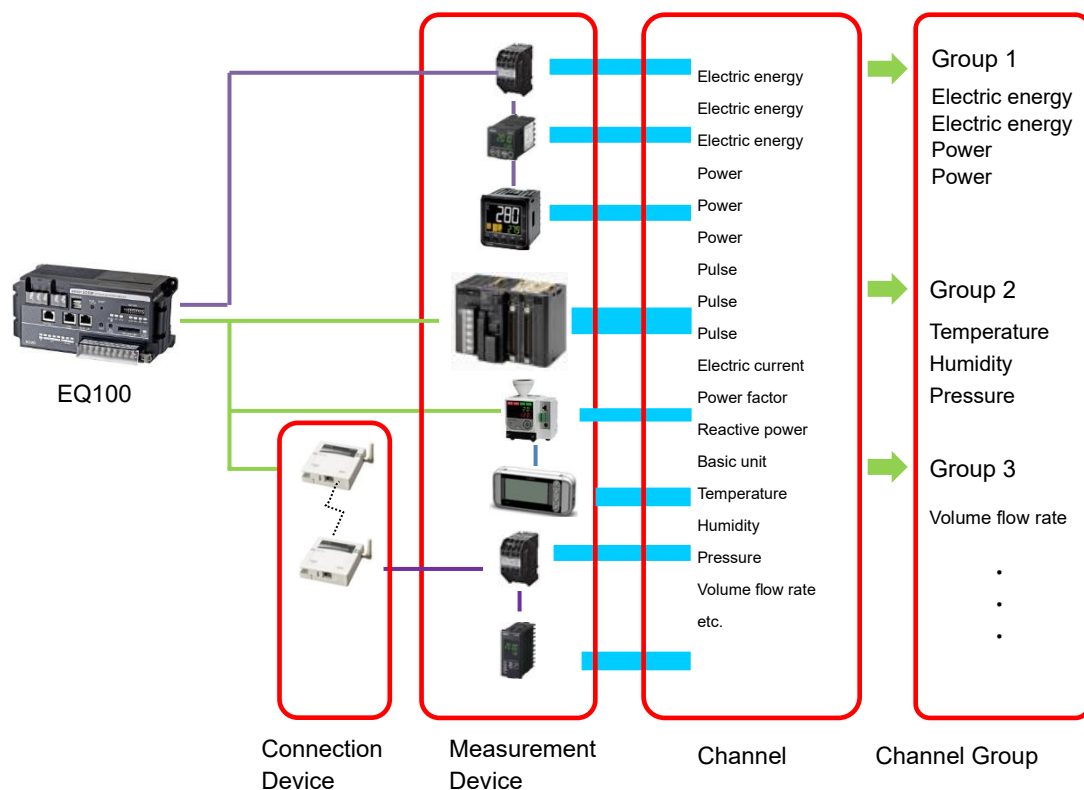 EQ100
280
Electric energy
Electric energy
Electric energy
Power
Power
Power
Pulse
Pulse
Pulse
Electric current
Power factor
Reactive power
Basic unit
Temperature
Humidity
Pressure
Volume flow rate
etc.
Group 1
Electric energy
Electric energy
Power
Power
Group 2
Temperature
Humidity
Pressure
Group 3
Volume flow rate
Connection
Device
Measurement
Device
Channel
Channel Group